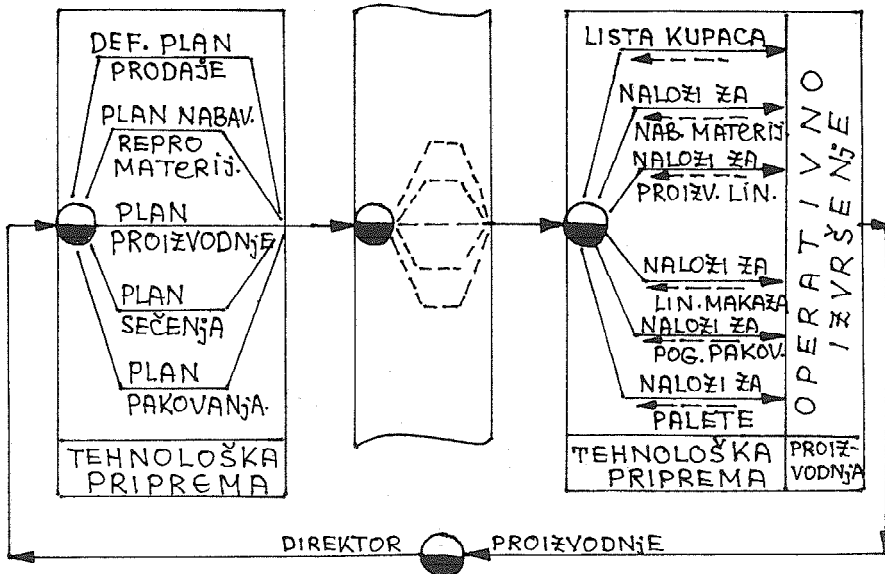 DEF. PLAN
PRODAJE
PLAN NABAV.
REPRO
MATERIJ.
PLAN
PROIZVODNJE
PLAN
SEČENJA
PLAN
PAKOVANJA.
TEHNOLOŠKA
PRIPREMA
LISTA KUPACA
NALOZI ZA
NAB. MATERIJ.
NALOZI ZA
PROIZV. LIN.
NALOZI ZA
LIN. MAKAZA
NALOZI ZA
POG. PAKOV.
NALOZI ZA
PALETE
TEHNOLOŠKA
PRIPREMA
OPERATIVNO
IZVRŠENJE
PROIZ-
VODNJA
DIREKTOR PROIZVODNJE